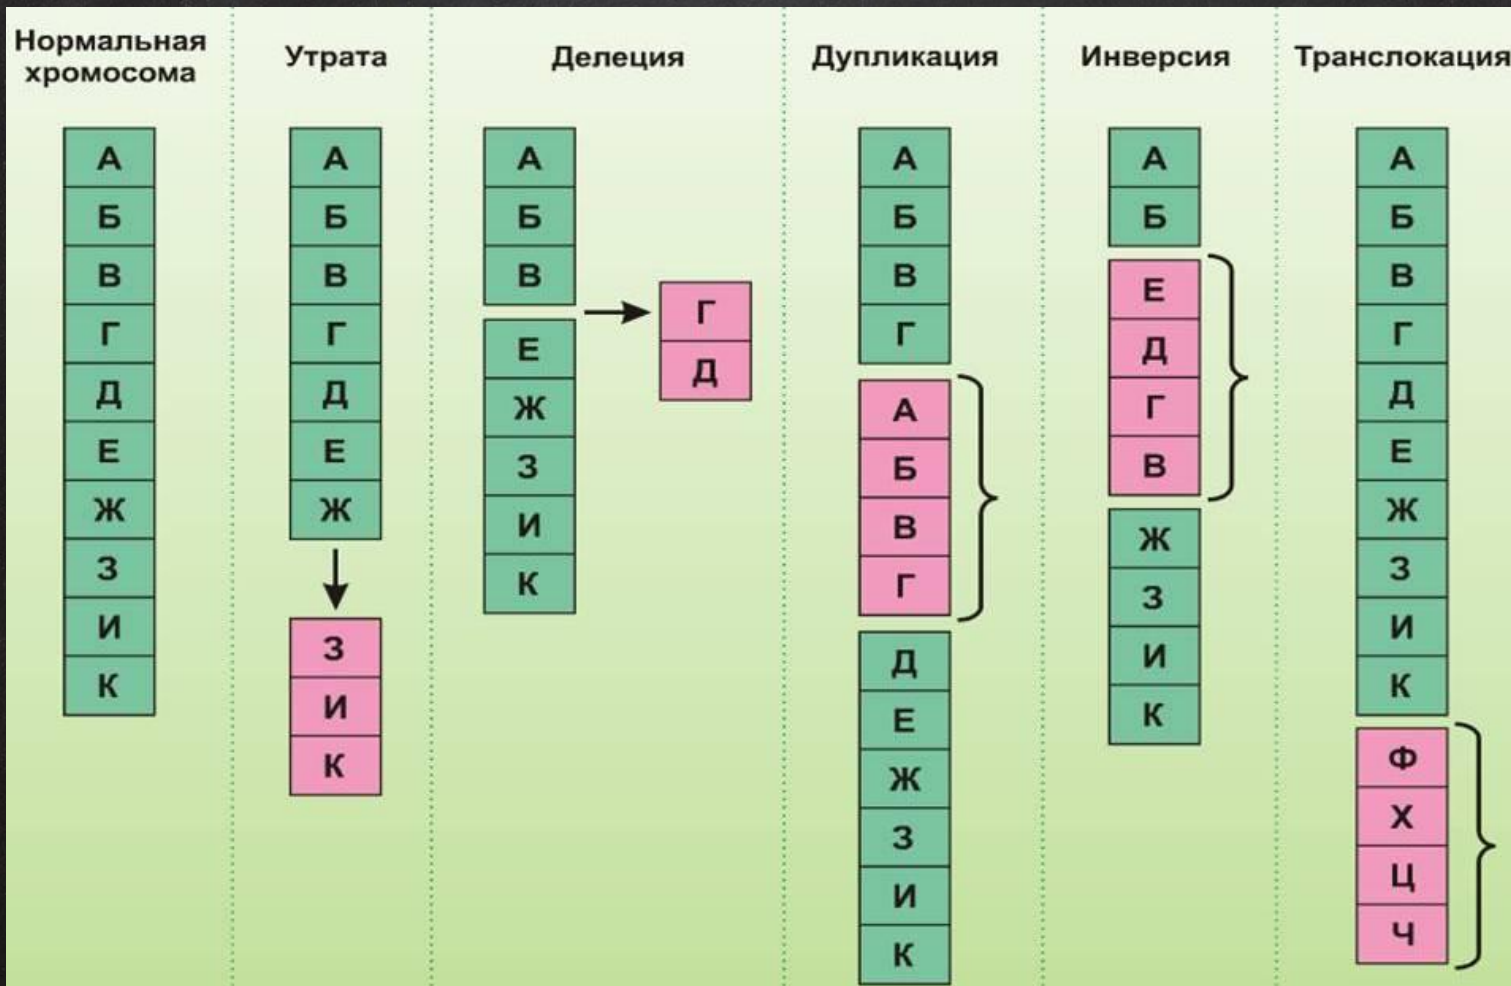 Нормальная
хромосома
А
Б
В
Г
Д
Е
Ж
З
И
К
Утрата
А
Б
В
Г
Д
Е
Ж
З
И
К
Делеция
А
Б
В
Е
Ж
З
И
К
Г
Д
Дупликация
А
Б
В
Г
А
Б
В
Г
Д
Е
Ж
З
И
К
Инверсия
А
Б
Е
Д
Г
В
Ж
З
И
К
Транслокация
А
Б
В
Г
Д
Е
Ж
З
И
К
Ф
Х
Ц
Ч